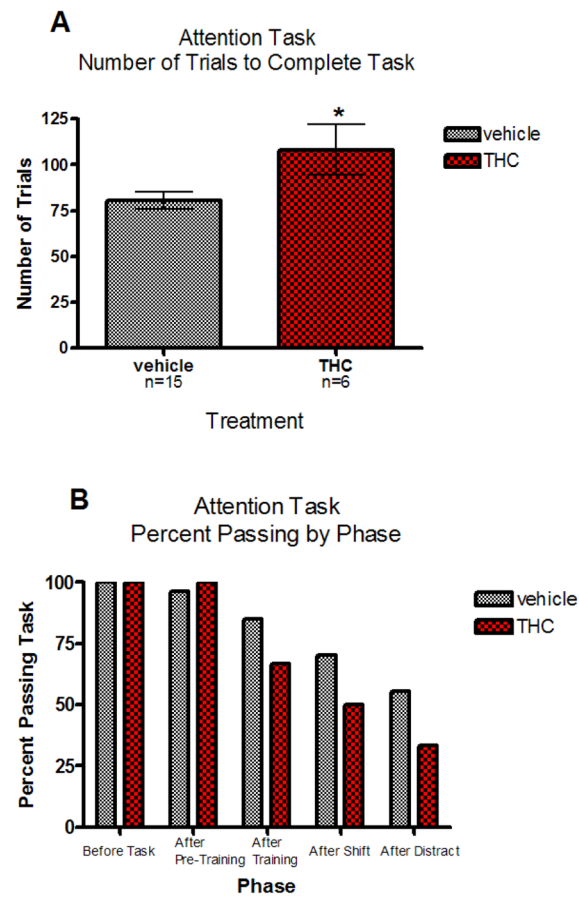 A
Attention Task
Number of Trials to Complete Task
125
100
75
50
25
0
Number of Trials
*
vehicle
THC
vehicle
n=15
THC
n=6
Treatment
B
Attention Task
Percent Passing by Phase
100
75
50
25
0
Percent Passing Task
vehicle
THC
Before Task
After
Pre-Training
After
Training
After Shift
After Distract
Phase